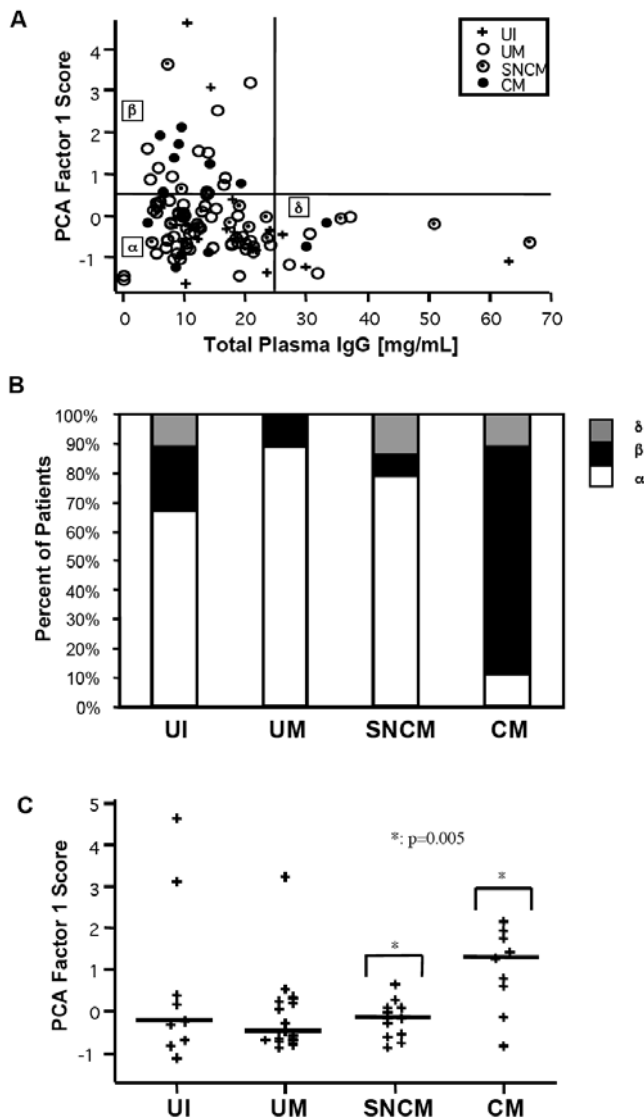 A
PCA Factor 1 Score
4
3
2
1
0
-1
β
α
δ
+ UI
UM
SNCM
CM
0 10 20 30 40 50 60 70
Total Plasma IgG [mg/mL]
B
Percent of Patients
100%
90%
80%
70%
60%
50%
40%
30%
20%
10%
0%
δ
β
α
UI UM SNCM CM
C
PCA Factor 1 Score
5
4
3
2
1
0
-1
*: p=0.005
*
*
UI UM SNCM CM